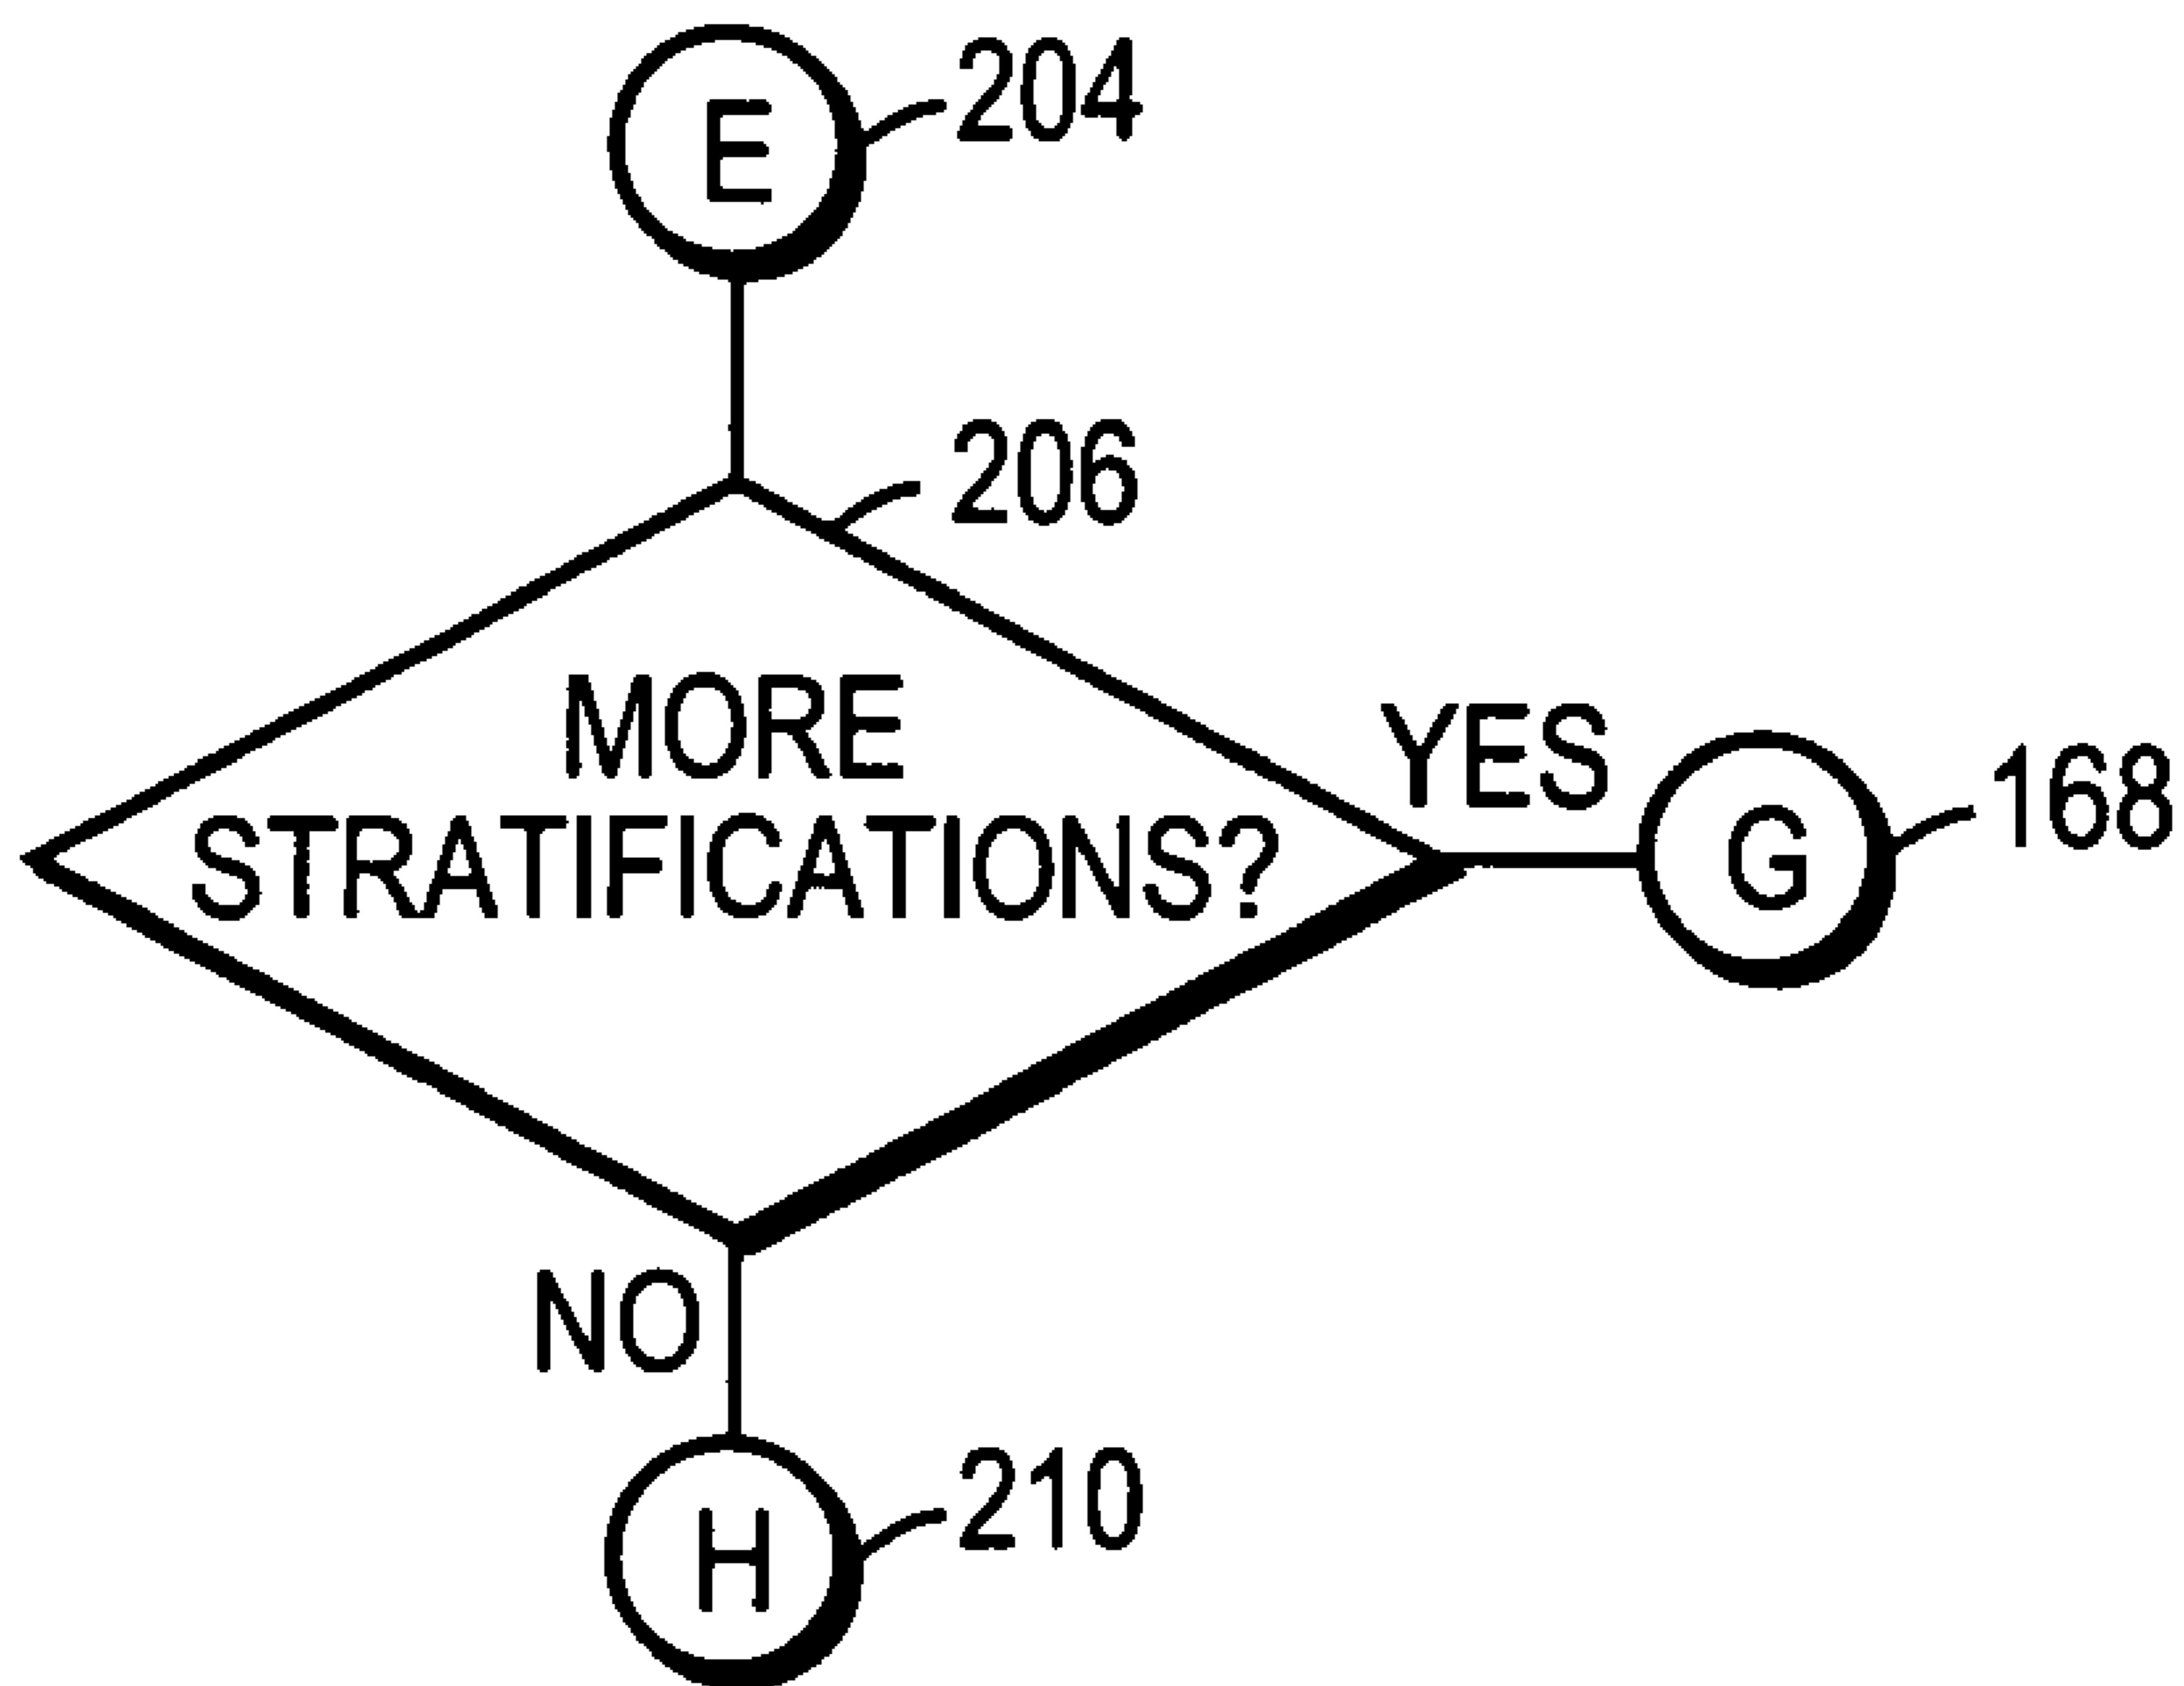 E
204
206
MORE
STRATIFICATIONS?
YES
G
168
NO
H
210